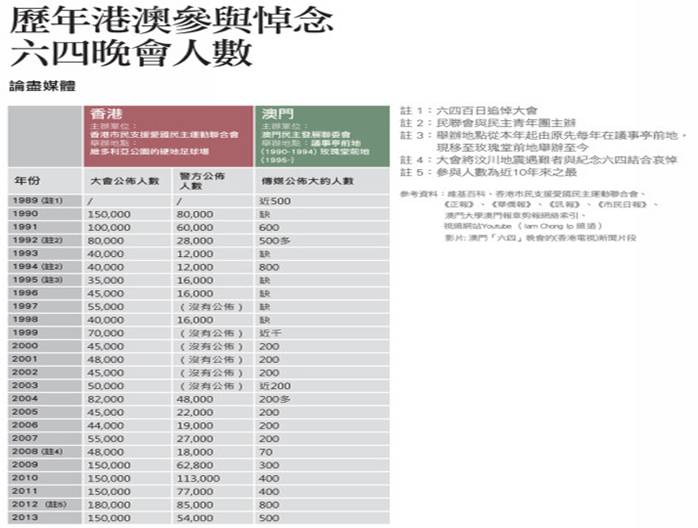 歷年港澳參與悼念
六四晚會人數
論盡媒體
香港
主辦單位：
香港市民支援愛國民主運動聯合會
舉辦地點：
維多利亞公園的硬地足球場
澳門
主辦單位：
澳門民主發展聯委會
舉辦地點：議事亭前地
(1990-1994) 玫瑰堂前地
(1995-)
年份 大會公佈人數 警方公佈人數 傳媒公佈大約人數
1989 (註1) / / 近500
1990 150,000 80,000 缺
1991 100,000 60,000 600
1992 (註2) 80,000 28,000 500多
1993 40,000 12,000 缺
1994 (註2) 40,000 12,000 800
1995 (註3) 35,000 16,000 缺
1996 45,000 16,000 缺
1997 55,000 （沒有公佈） 缺
1998 40,000 16,000 缺
1999 70,000 （沒有公佈） 近千
2000 45,000 （沒有公佈） 200
2001 48,000 （沒有公佈） 200
2002 45,000 （沒有公佈） 200
2003 50,000 （沒有公佈） 近200
2004 82,000 48,000 200多
2005 45,000 22,000 200
2006 44,000 19,000 200
2007 55,000 27,000 200
2008 (註4) 48,000 18,000 70
2009 150,000 62,800 300
2010 150,000 113,000 400
2011 150,000 77,000 400
2012 (註5) 180,000 85,000 800
2013 150,000 54,000 500
註 1：六四百日追悼大會
註 2：民聯會與民主青年團主辦
註 3：舉辦地點從本年起由原先每年在議事亭前地，
現移至玫瑰堂前地舉辦至今
註 4：大會將汶川地震遇難者與紀念六四結合哀悼
註 5：參與人數為近10年來之最
參考資料：維基百科、香港市民支援愛國民主運動聯合會、
《正報》、《華僑報》、《訊報》、《市民日報》、
澳門大學澳門報章剪報網絡索引、
視頻網站Youtube （Iam Chong Ip 頻道）
影片: 澳門「六四」晚會的(香港電視)新聞片段